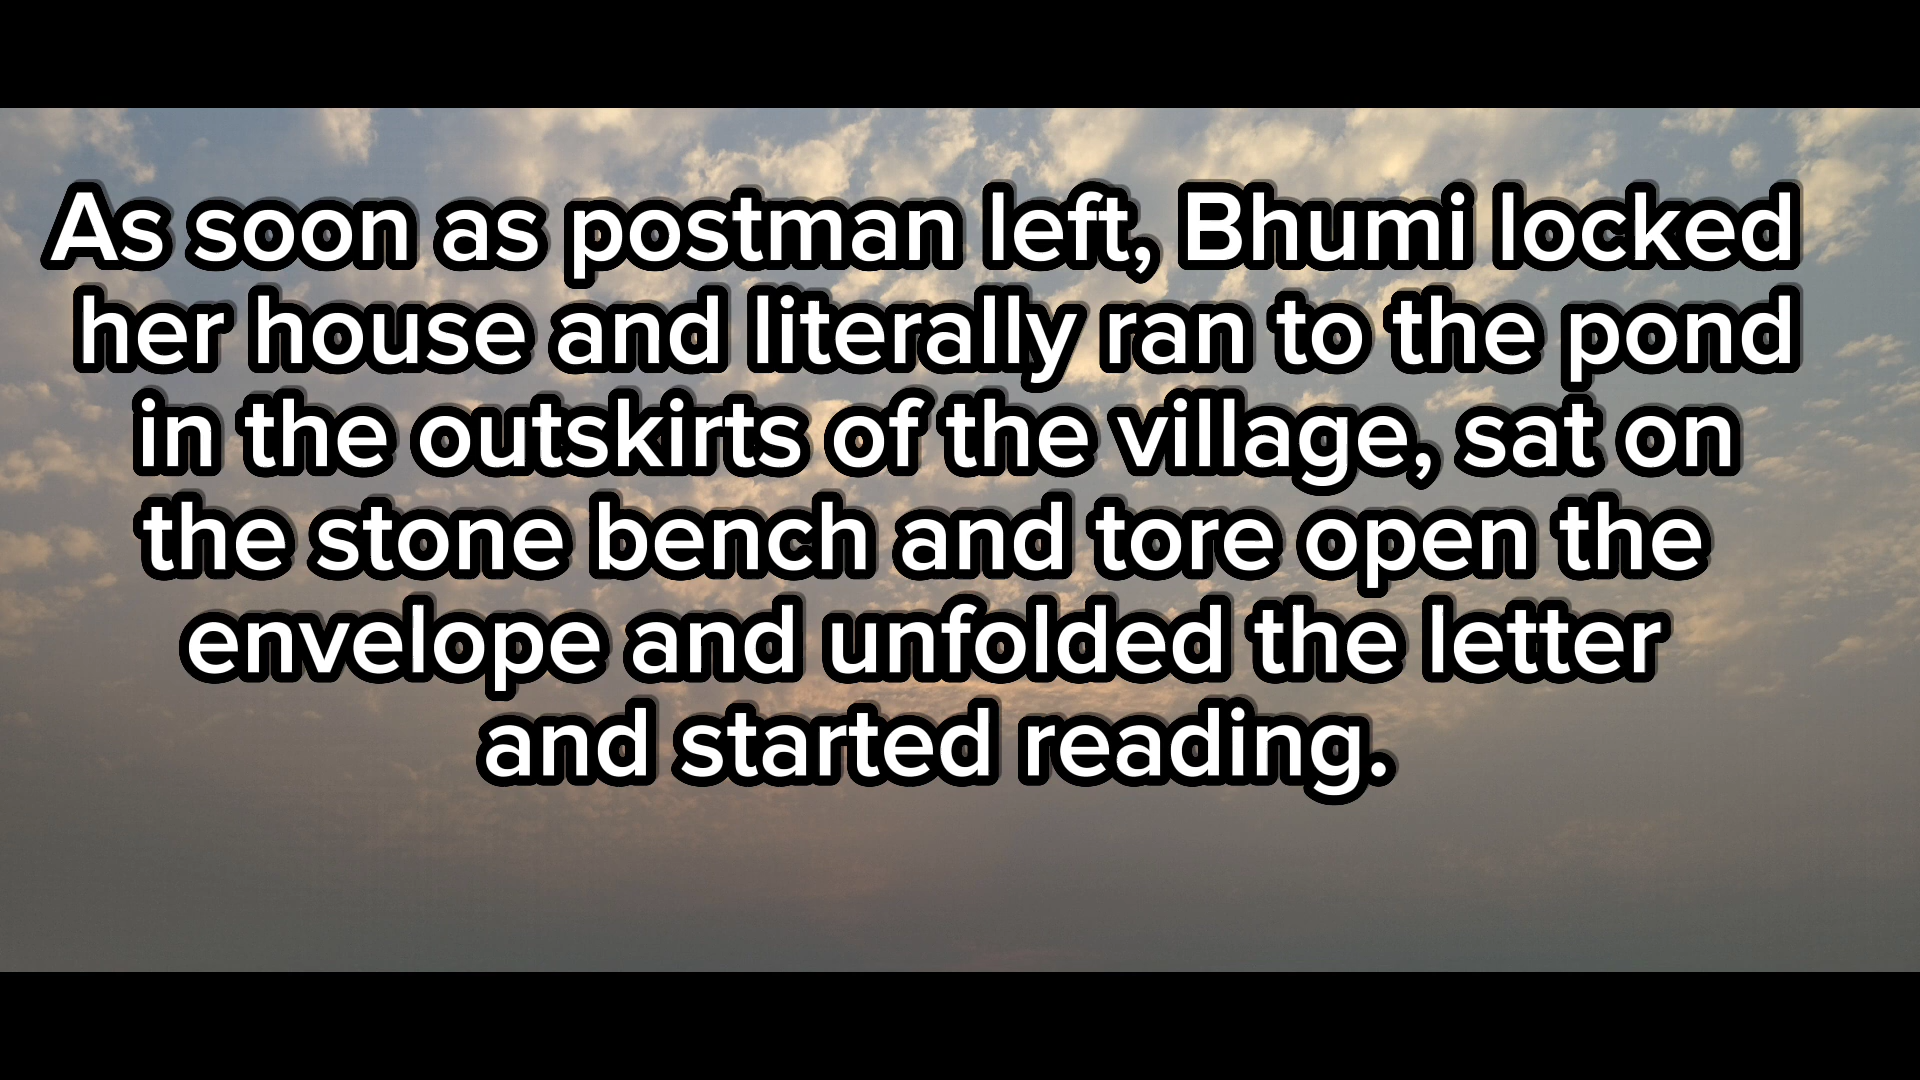 As soon as postman left, Bhumi locked
her house and literally ran to the pond
in the outskirts of the village, sat on
the stone bench and tore open the
envelope and unfolded the letter
and started reading.